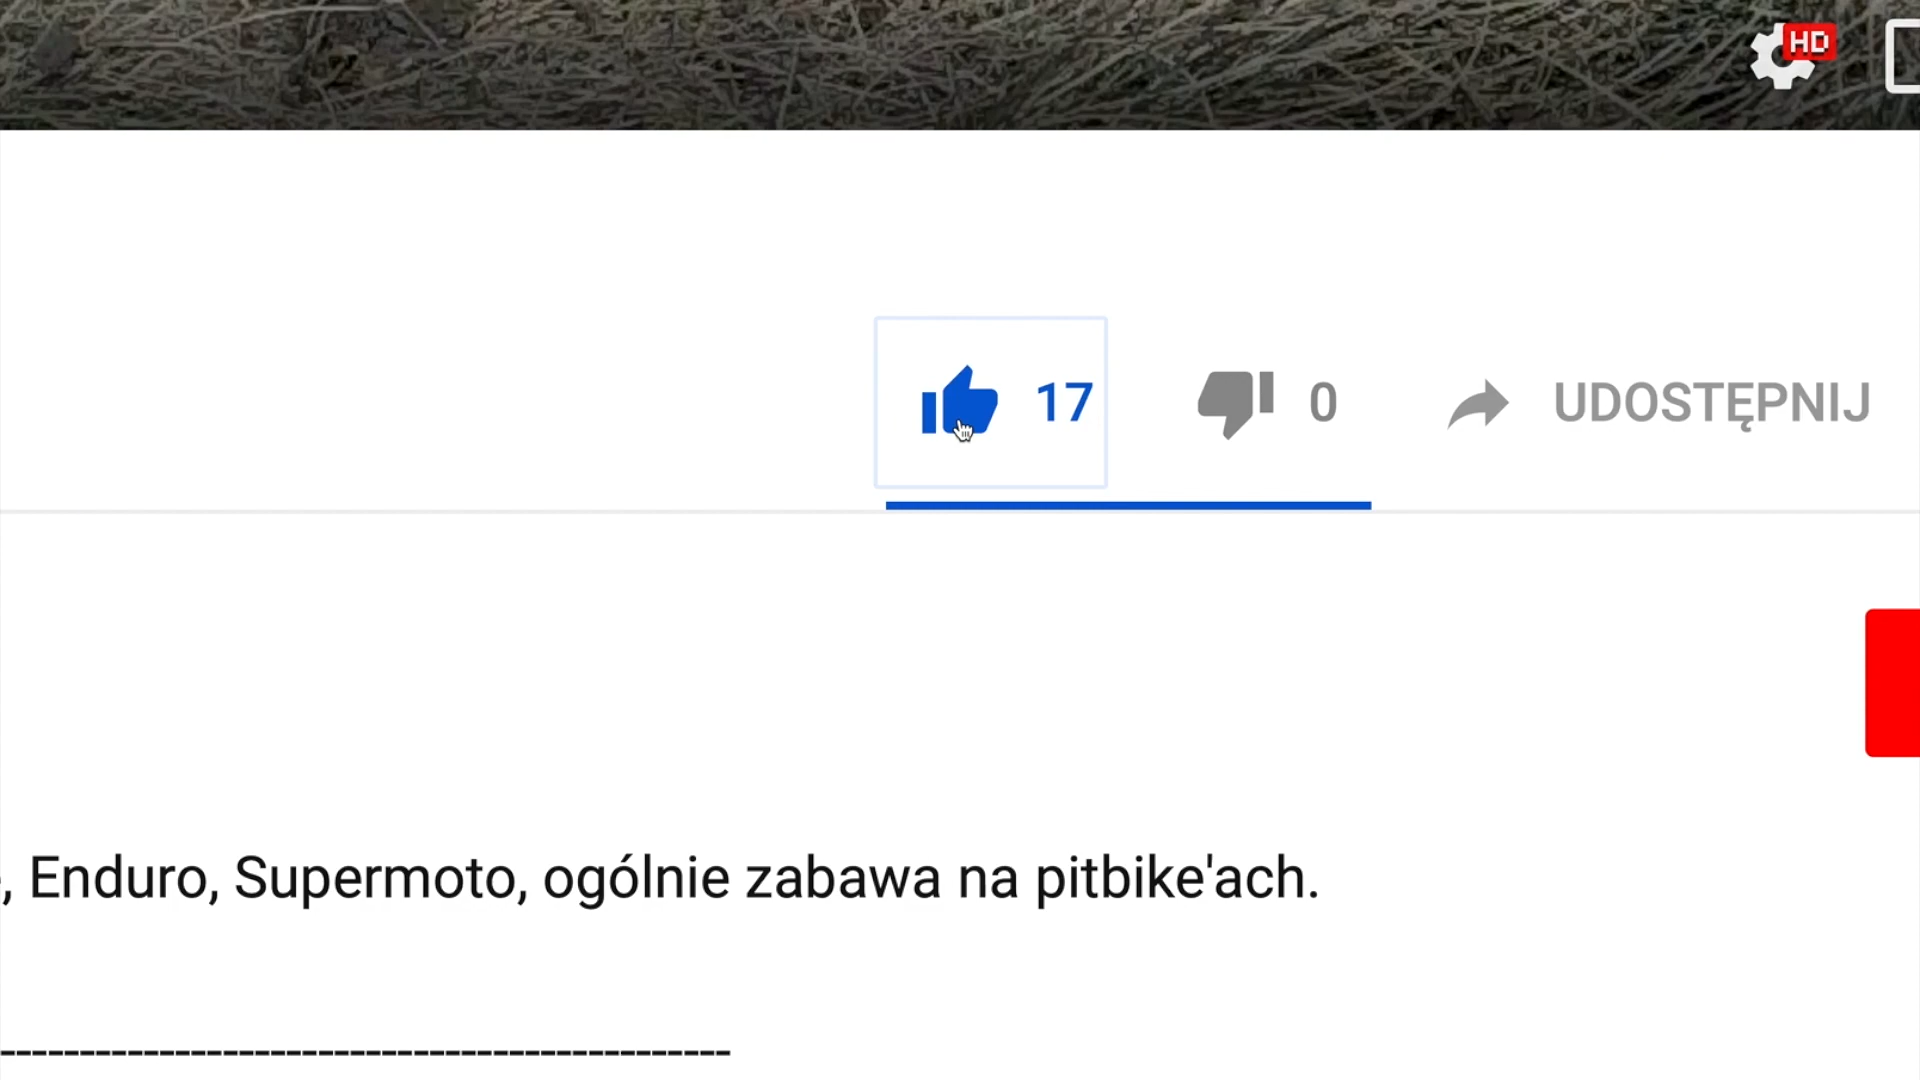 HD
17 0 UDOSTĘPNIJ
, Enduro, Supermoto, ogólnie zabawa na pitbike'ach.
----------------------------------------------